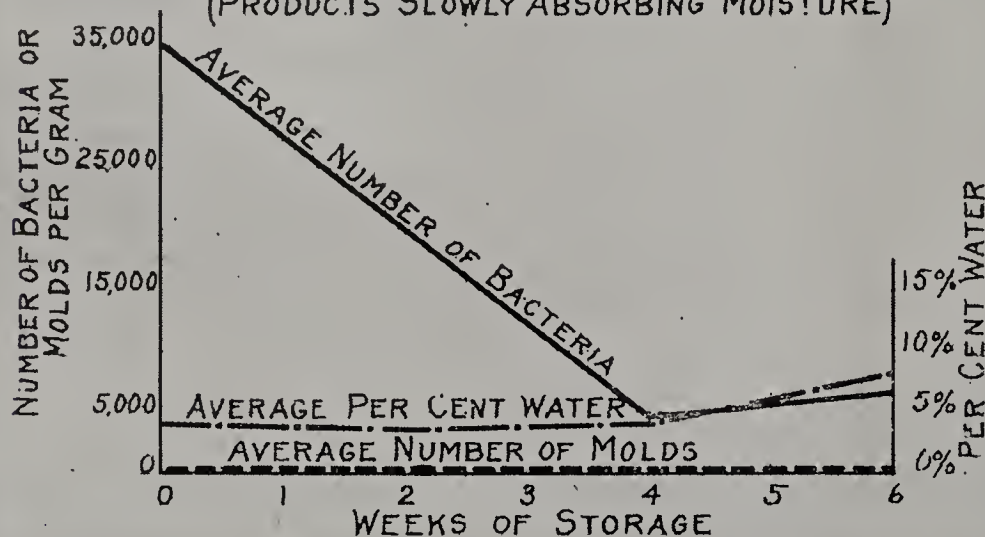 (PRODUCTS SLOWLY ABSORBING MOISTURE)
NUMBER OF BACTERIA OR
MOLDS PER GRAM
35,000
25,000
15,000
5,000
0
AVERAGE NUMBER OF BACTERIA
AVERAGE PER CENT WATER
AVERAGE NUMBER OF MOLDS
15%
10%
5%
0%
PER CENT WATER
0 1 2 3 4 5 6
WEEKS OF STORAGE